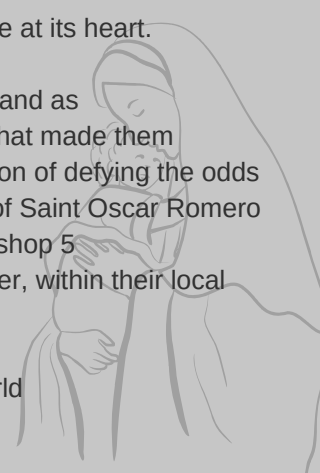 e at its heart.
and as
hat made them
on of defying the odds
of Saint Oscar Romero
shop 5
er, within their local
rld